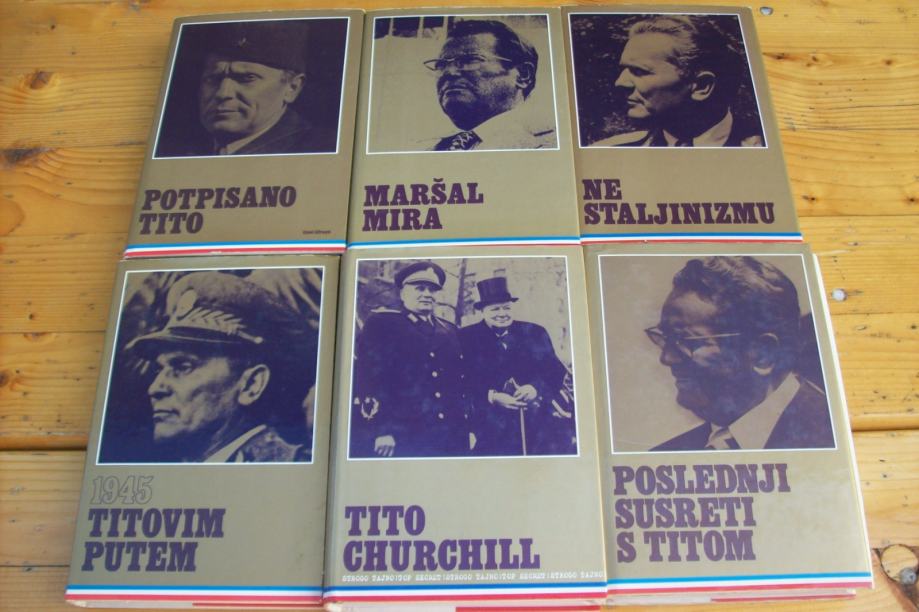 POTPISANO
TITO
MARŠAL
MIRA
NE
STALJINIZMU
1945
TITOVIM
PUTEM
TITO
CHURCHILL
STROGO TAJNO|TOP SECRET|STROGO TAJNO|TOP SECRET|STROGO TAJNO
POSLEDNJI
SUSRETI
S TITOM